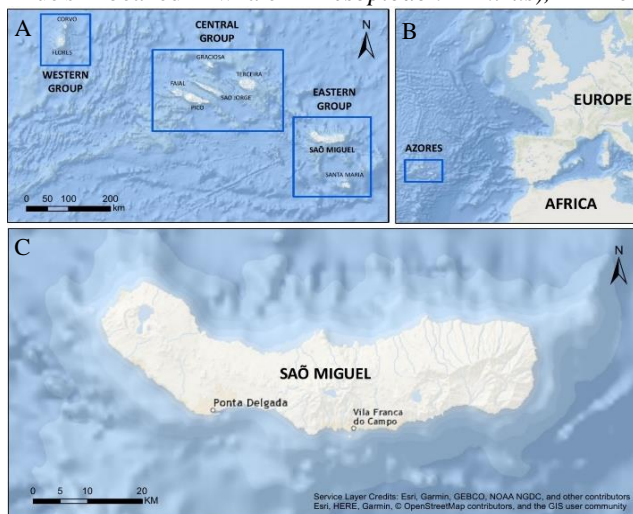 A
N
CORVO
FLORES
WESTERN
GROUP
CENTRAL
GROUP
GRACIOSA
TERCEIRA
FAIAL
SAO JORGE
PICO
EASTERN
GROUP
SAÕ MIGUEL
SANTA MARIA
0 50 100 200
km
B
EUROPE
AZORES
AFRICA
C
N
SAÕ MIGUEL
Ponta Delgada
Vila Franca
do Campo
0 5 10 20
KM
Service Layer Credits: Esri, Garmin, GEBCO, NOAA NGDC, and other contributors
Esri, HERE, Garmin, © OpenStreetMap contributors, and the GIS user community